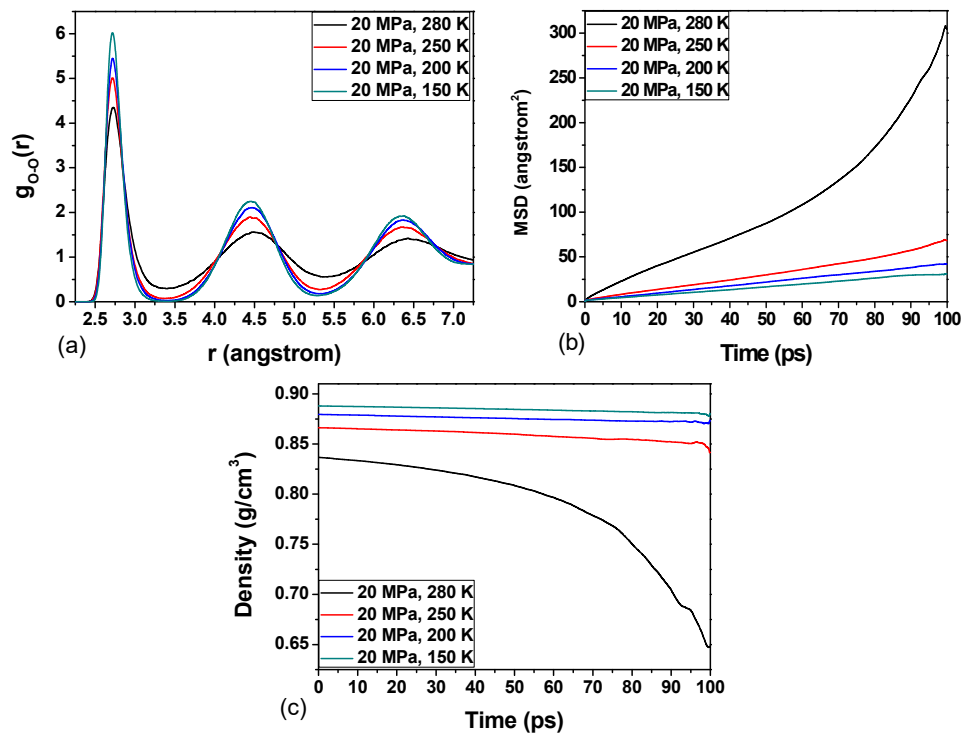 20 MPa, 280 K
20 MPa, 250 K
20 MPa, 200 K
20 MPa, 150 K
g_O-O(r)
6
5
4
3
2
1
0
2.5 3.0 3.5 4.0 4.5 5.0 5.5 6.0 6.5 7.0
r (angstrom)
(a)
20 MPa, 280 K
20 MPa, 250 K
20 MPa, 200 K
20 MPa, 150 K
MSD (angstrom²)
300
250
200
150
100
50
0
0 10 20 30 40 50 60 70 80 90 100
Time (ps)
(b)
Density (g/cm³)
0.90
0.85
0.80
0.75
0.70
0.65
20 MPa, 280 K
20 MPa, 250 K
20 MPa, 200 K
20 MPa, 150 K
0 10 20 30 40 50 60 70 80 90 100
Time (ps)
(c)